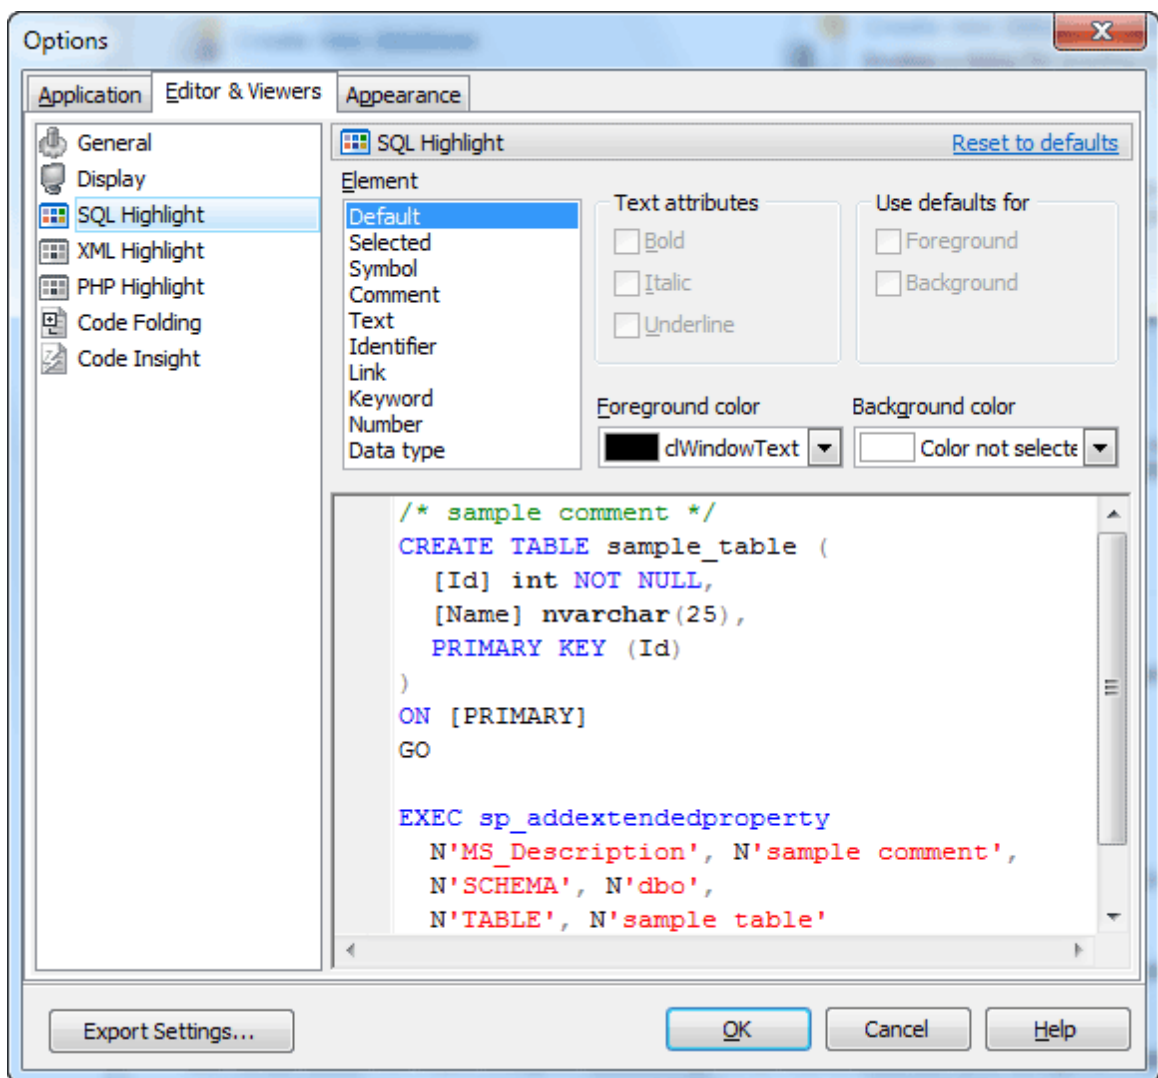 Options
Application
Editor & Viewers
Appearance
General
Display
SQL Highlight
XML Highlight
PHP Highlight
Code Folding
Code Insight
SQL Highlight
Reset to defaults
Element
Default
Selected
Symbol
Comment
Text
Identifier
Link
Keyword
Number
Data type
Text attributes
Bold
Italic
Underline
Use defaults for
Foreground
Background
Foreground color
clWindowText
Background color
Color not selecte
/* sample comment */
CREATE TABLE sample_table (
[Id] int NOT NULL,
[Name] nvarchar(25),
PRIMARY KEY (Id)
)
ON [PRIMARY]
GO
EXEC sp_addextendedproperty
N'MS_Description', N'sample comment',
N'SCHEMA', N'dbo',
N'TABLE', N'sample table'
Export Settings...
OK
Cancel
Help